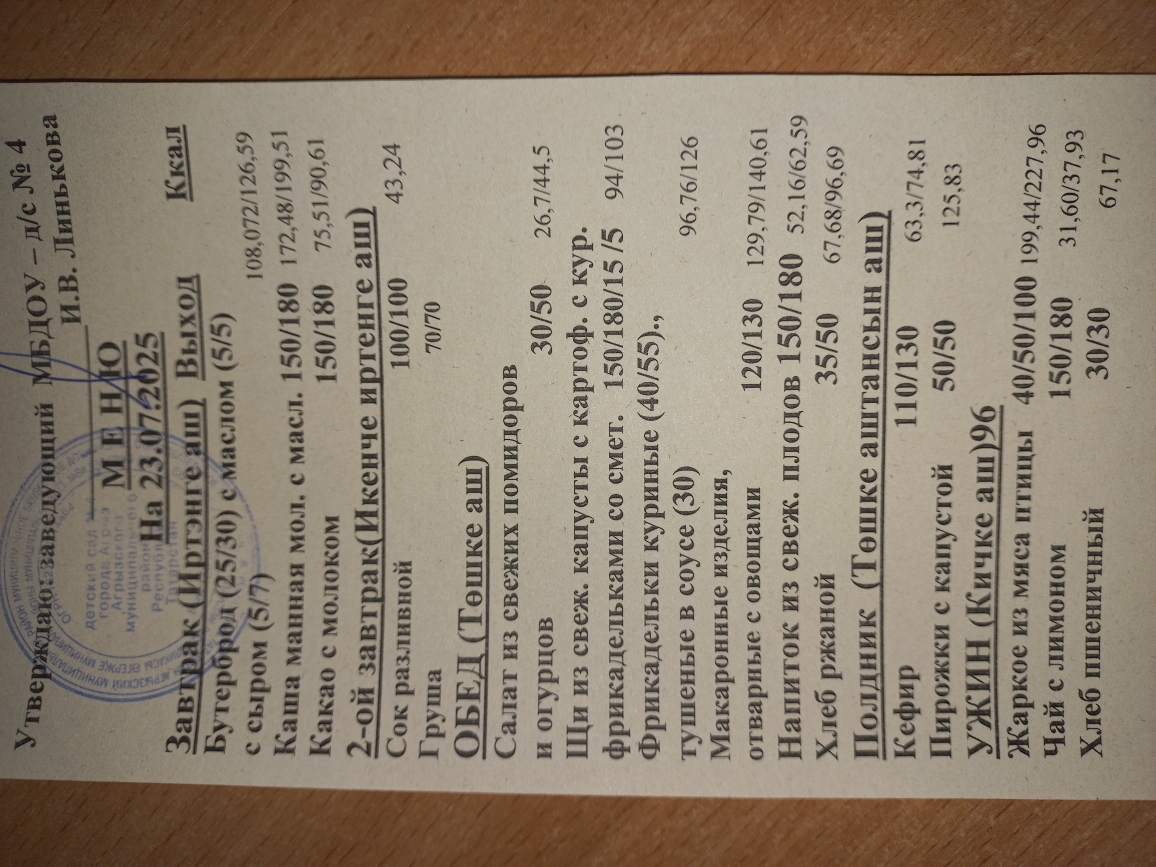 Утверждаю: заведующий МБДОУ – д/с № 4
И.В. Линькова
М Е Н Ю
На 23.07.2025
детский сад
города Агрыз
Агрызского
муниципального
района
Республики
Татарстан
Завтрак (Иртэнге аш) Выход Ккал
Бутерброд (25/30) с маслом (5/5)
с сыром (5/7) 108,072/126,59
Каша манная мол. с масл. 150/180 172,48/199,51
Какао с молоком 150/180 75,51/90,61
2-ой завтрак(Икенче иртенге аш)
Сок разливной 100/100 43,24
Груша 70/70
ОБЕД (Төшке аш)
Салат из свежих помидоров
и огурцов 30/50 26,7/44,5
Щи из свеж. капусты с картоф. с кур.
фрикадельками со смет. 150/180/15 /5 94/103
Фрикадельки куриные (40/55).,
тушеные в соусе (30) 96,76/126
Макаронные изделия,
отварные с овощами 120/130 129,79/140,61
Напиток из свеж. плодов 150/180 52,16/62,59
Хлеб ржаной 35/50 67,68/96,69
Полдник (Төшке аштансын аш)
Кефир 110/130 63,3/74,81
Пирожки с капустой 50/50 125,83
УЖИН (Кичке аш)96
Жаркое из мяса птицы 40/50/100 199,44/227,96
Чай с лимоном 150/180 31,60/37,93
Хлеб пшеничный 30/30 67,17